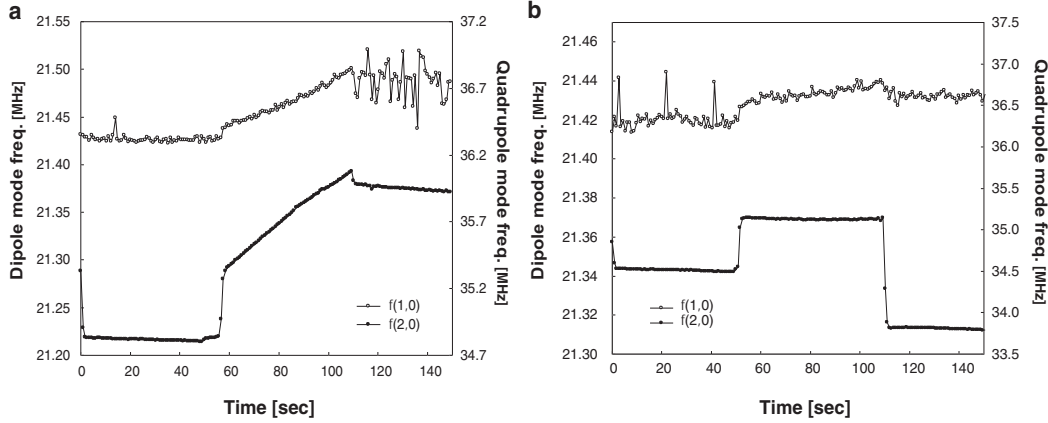 a
21.55
21.50
21.45
21.40
21.35
21.30
21.25
21.20
Dipole mode freq. [MHz]
37.2
36.7
36.2
35.7
35.2
34.7
Quadrupole mode freq. [MHz]
f(1,0)
f(2,0)
0 20 40 60 80 100 120 140
Time [sec]
b
21.46
21.44
21.42
21.40
21.38
21.36
21.34
21.32
21.30
Dipole mode freq. [MHz]
37.5
37.0
36.5
36.2
35.5
35.2
34.5
33.8
33.5
Quadrupole mode freq. [MHz]
f(1,0)
f(2,0)
0 20 40 60 80 100 120 140
Time [sec]